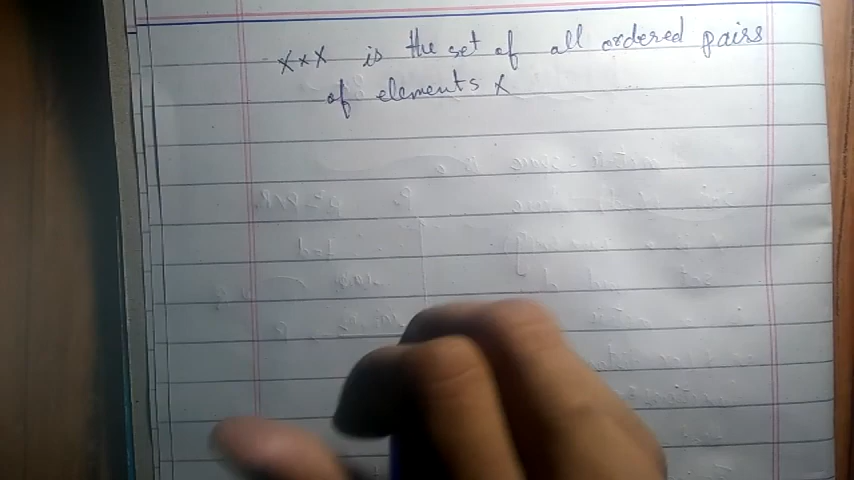 X×X is the set of all ordered pairs
of elements X